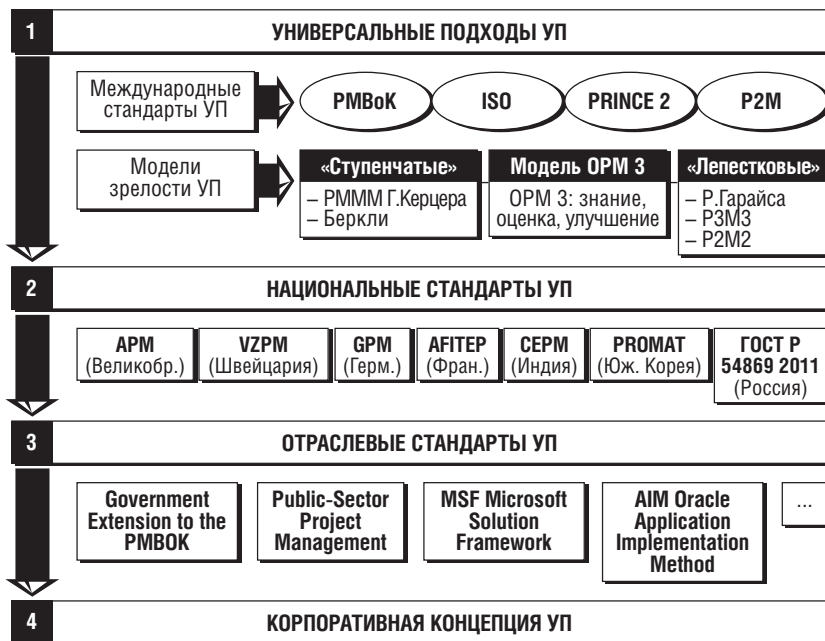 1
УНИВЕРСАЛЬНЫЕ ПОДХОДЫ УП
Международные
стандарты УП
PMBoK
ISO
PRINCE 2
P2M
Модели
зрелости УП
«Ступенчатые»
– PMMM Г.Керцера
– Беркли
Модель OPM 3
OPM 3: знание,
оценка, улучшение
«Лепестковые»
– Р.Гарайса
– P3M3
– P2M2
2
НАЦИОНАЛЬНЫЕ СТАНДАРТЫ УП
APM
(Великобр.)
VZPM
(Швейцария)
GPM
(Герм.)
AFITEP
(Фран.)
CEPM
(Индия)
PROMAT
(Юж. Корея)
ГОСТ Р
54869 2011
(Россия)
3
ОТРАСЛЕВЫЕ СТАНДАРТЫ УП
Government
Extension to the
PMBOK
Public-Sector
Project
Management
MSF Microsoft
Solution
Framework
AIM Oracle
Application
Implementation
Method
...
4
КОРПОРАТИВНАЯ КОНЦЕПЦИЯ УП